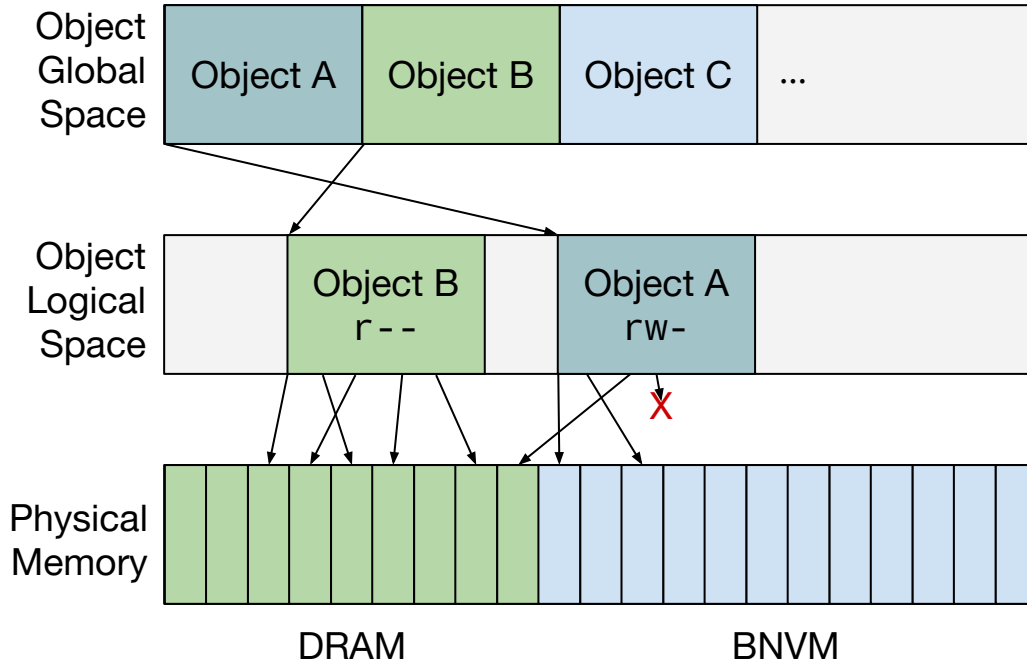 Object
Global
Space
Object A
Object B
Object C
...
Object
Logical
Space
Object B
r--
Object A
rw-
X
Physical
Memory
DRAM
BNVM